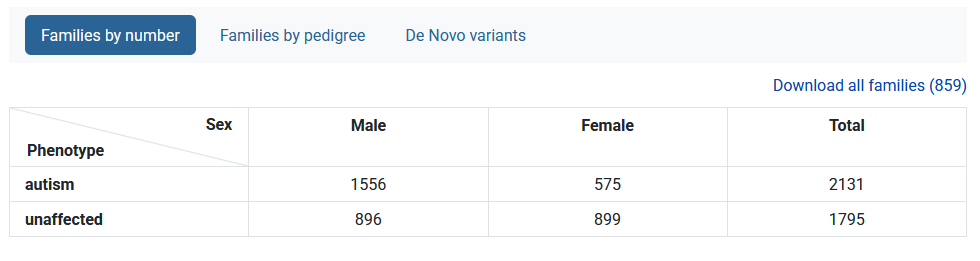 Families by number Families by pedigree De Novo variants
Download all families (859)
Sex Male Female Total
Phenotype
autism 1556 575 2131
unaffected 896 899 1795